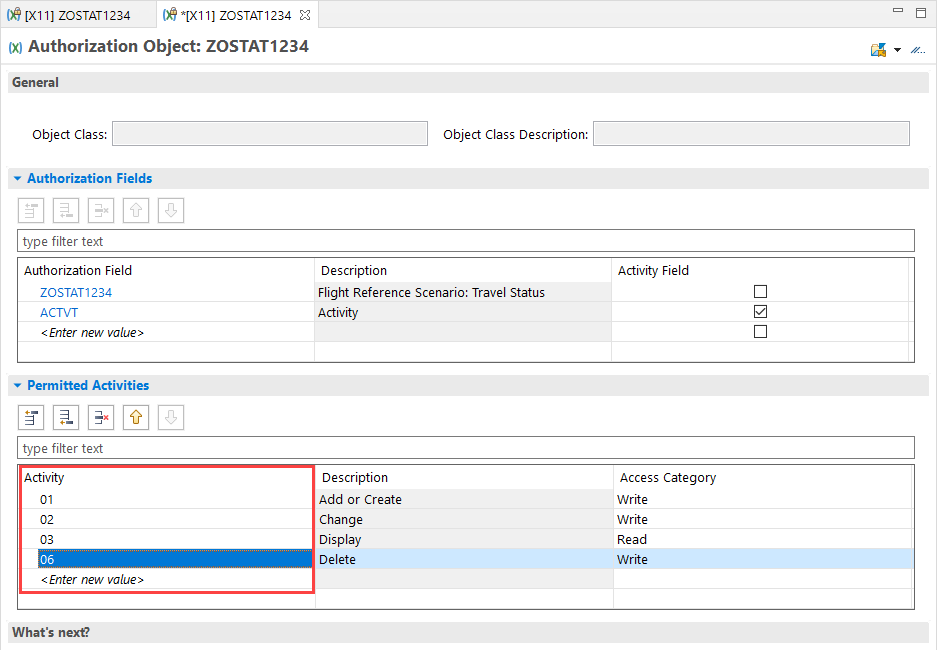 [X11] ZOSTAT1234 *[X11] ZOSTAT1234
Authorization Object: ZOSTAT1234
General
Object Class: Object Class Description:
Authorization Fields
type filter text
Authorization Field Description Activity Field
ZOSTAT1234 Flight Reference Scenario: Travel Status
ACTVT Activity
<Enter new value>
Permitted Activities
type filter text
Activity Description Access Category
01 Add or Create Write
02 Change Write
03 Display Read
06 Delete Write
<Enter new value>
What's next?